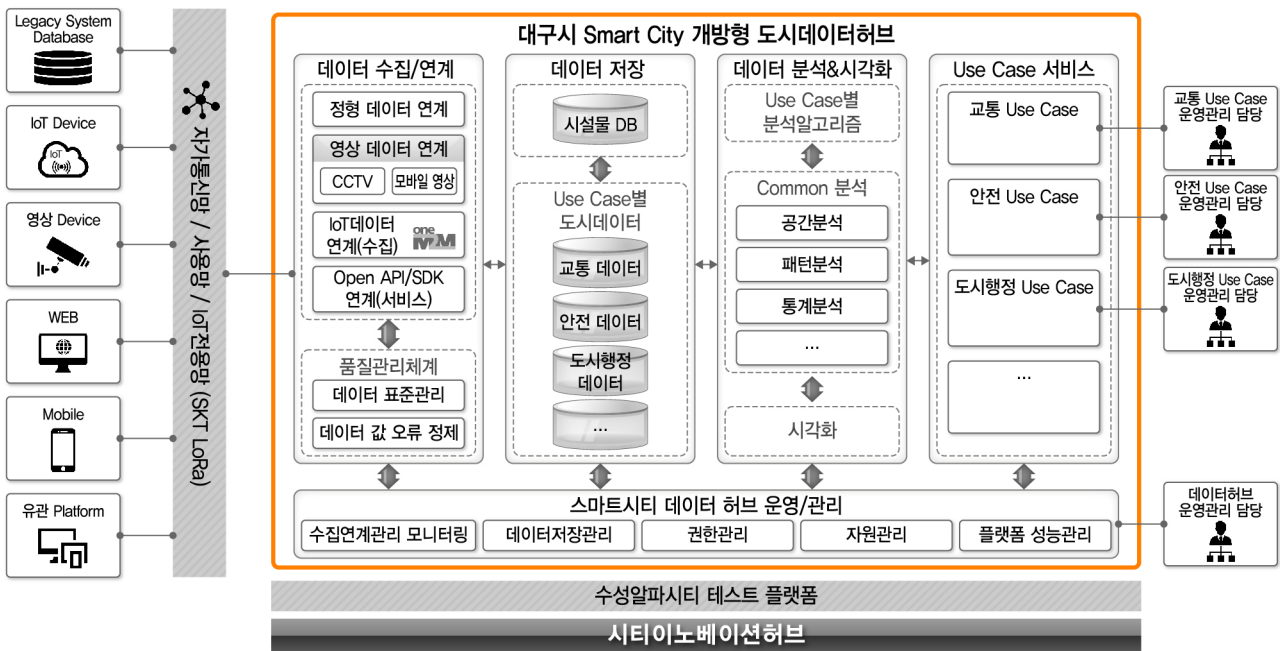 Legacy System
Database
IoT Device
IoT
영상 Device
WEB
Mobile
유관 Platform
자가통신망 / 사용망 / IoT전용망 (SKT LoRa)
대구시 Smart City 개방형 도시데이터허브
데이터 수집/연계
정형 데이터 연계
영상 데이터 연계
CCTV
모바일 영상
IoT데이터
연계(수집)
one
M2M
Open API/SDK
연계(서비스)
품질관리체계
데이터 표준관리
데이터 값 오류 정제
데이터 저장
시설물 DB
Use Case별
도시데이터
교통 데이터
안전 데이터
도시행정
데이터
...
데이터 분석&시각화
Use Case별
분석알고리즘
Common 분석
공간분석
패턴분석
통계분석
...
시각화
Use Case 서비스
교통 Use Case
안전 Use Case
도시행정 Use Case
...
교통 Use Case
운영관리 담당
안전 Use Case
운영관리 담당
도시행정 Use Case
운영관리 담당
스마트시티 데이터 허브 운영/관리
수집연계관리 모니터링
데이터저장관리
권한관리
자원관리
플랫폼 성능관리
데이터허브
운영관리 담당
수성알파시티 테스트 플랫폼
시티이노베이션허브